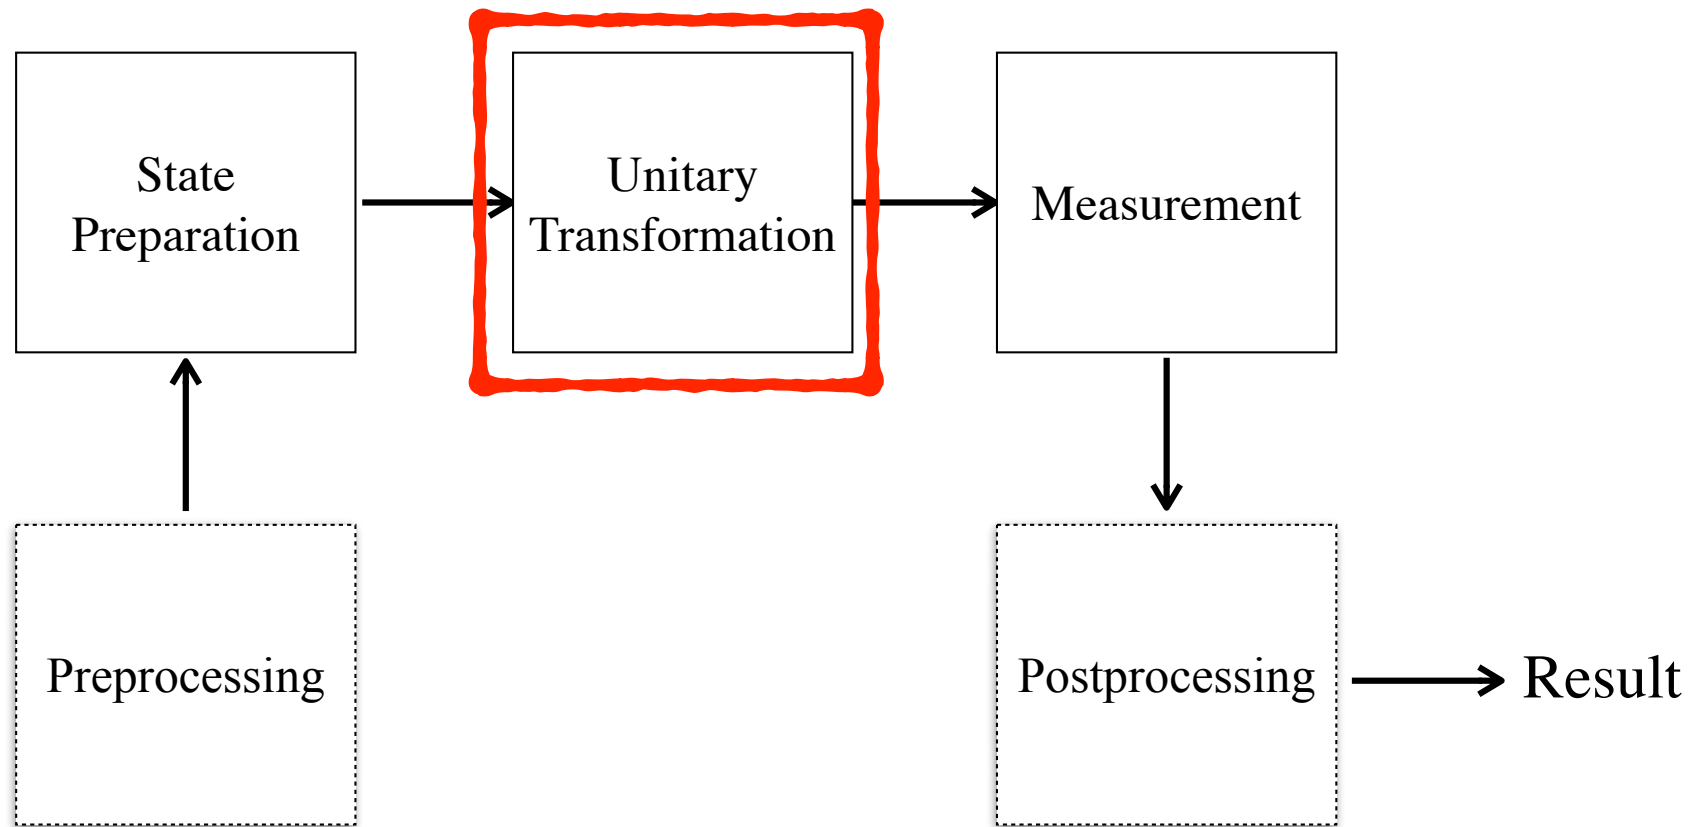 State
Preparation
Unitary
Transformation
Measurement
Preprocessing
Postprocessing
Result